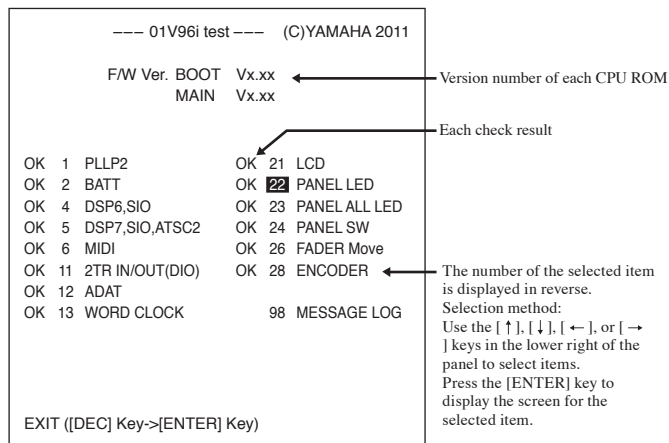 ––– 01V96i test ––– (C)YAMAHA 2011
F/W Ver. BOOT Vx.xx
MAIN Vx.xx
Version number of each CPU ROM
Each check result
OK 1 PLLP2
OK 2 BATT
OK 4 DSP6,SIO
OK 5 DSP7,SIO,ATSC2
OK 6 MIDI
OK 11 2TR IN/OUT(DIO)
OK 12 ADAT
OK 13 WORD CLOCK
OK 21 LCD
OK 22 PANEL LED
OK 23 PANEL ALL LED
OK 24 PANEL SW
OK 26 FADER Move
OK 28 ENCODER
98 MESSAGE LOG
The number of the selected item
is displayed in reverse.
Selection method:
Use the [ ↑ ], [ ↓ ], [ ← ], or [ →
] keys in the lower right of the
panel to select items.
Press the [ENTER] key to
display the screen for the
selected item.
EXIT ([DEC] Key->[ENTER] Key)